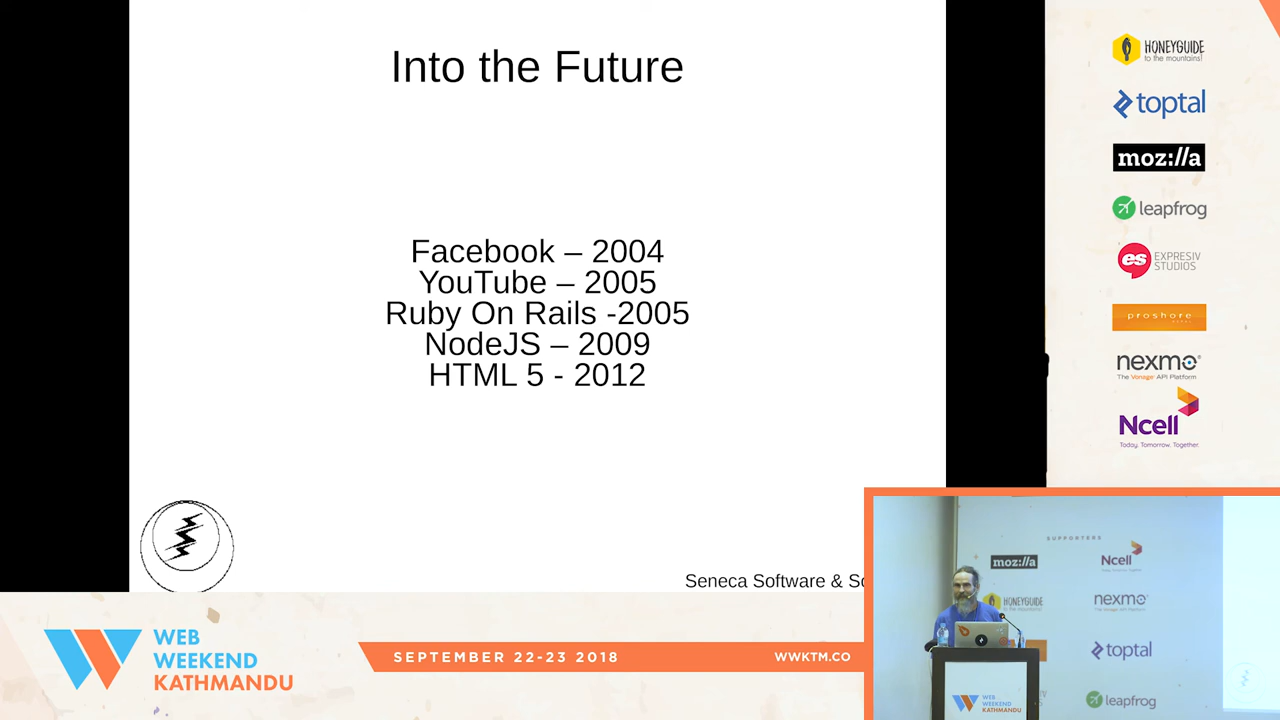 Into the Future
Facebook – 2004
YouTube – 2005
Ruby On Rails -2005
NodeJS – 2009
HTML 5 - 2012
Seneca Software &
HONEYGUIDE
to the mountains!
toptal
moz://a
leapfrog
es EXPRESIV
STUDIOS
proshore
nexmo
The Vonage API Platform
Ncell
Today. Tomorrow. Together.
WEB
WEEKEND
KATHMANDU
SEPTEMBER 22-23 2018
WWKTM.CO
SUPPORTERS
moz://a
Ncell
HONEYGUIDE
nexmo
toptal
leapfrog
WEB
WEEKEND
KATHMANDU